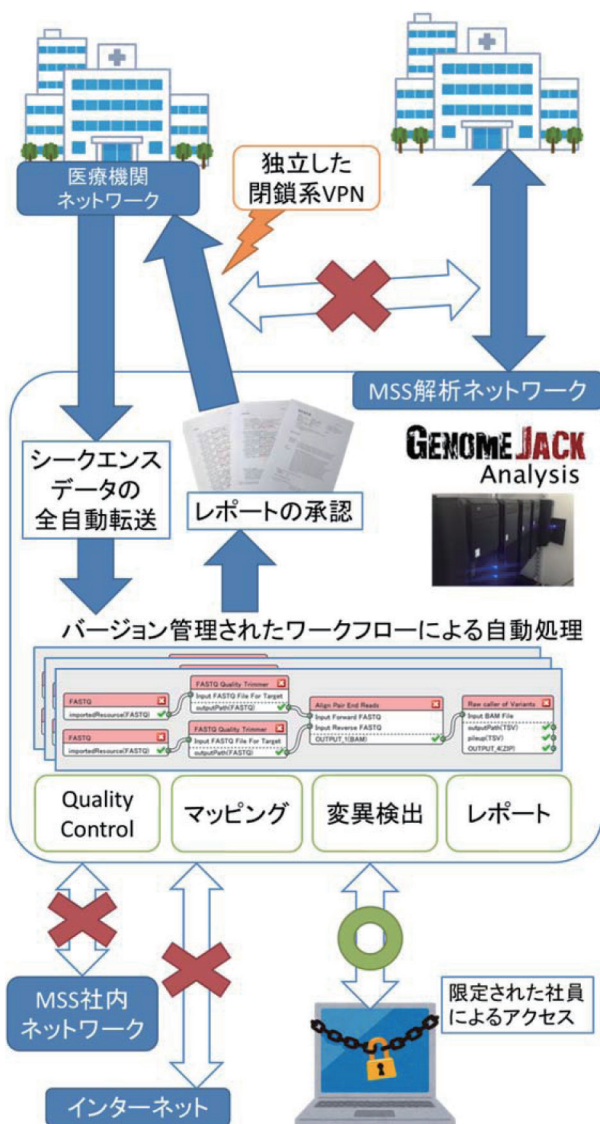 医療機関
ネットワーク
独立した
閉鎖系VPN
MSS解析ネットワーク
GENOME JACK
Analysis
シークエンス
データの
全自動転送
レポートの承認
バージョン管理されたワークフローによる自動処理
FASTQ
importedResource(FASTQ)
FASTQ
importedResource(FASTQ)
FASTQ Quality Trimmer
Input FASTQ File For Target
outputPath(FASTQ)
FASTQ Quality Trimmer
Input FASTQ File For Target
outputPath(FASTQ)
Align Pair End Reads
Input Forward FASTQ
Input Reverse FASTQ
OUTPUT_1(BAM)
Raw caller of Variants
Input BAM File
outputPath(TSV)
pileup(TSV)
OUTPUT_4(ZIP)
Quality
Control
マッピング
変異検出
レポート
MSS社内
ネットワーク
インターネット
限定された社員
によるアクセス